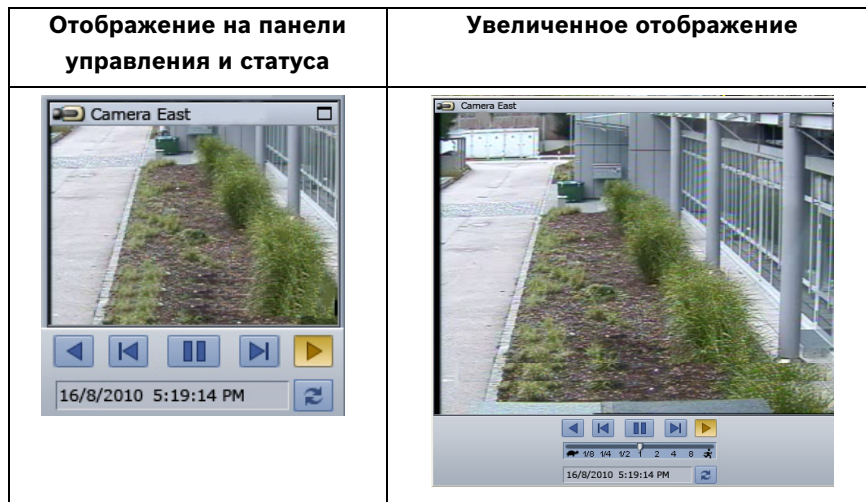 Отображение на панели
управления и статуса
Увеличенное отображение
Camera East
16/8/2010 5:19:14 PM
Camera East
1/8 1/4 1/2 1 2 4 8
16/8/2010 5:19:14 PM